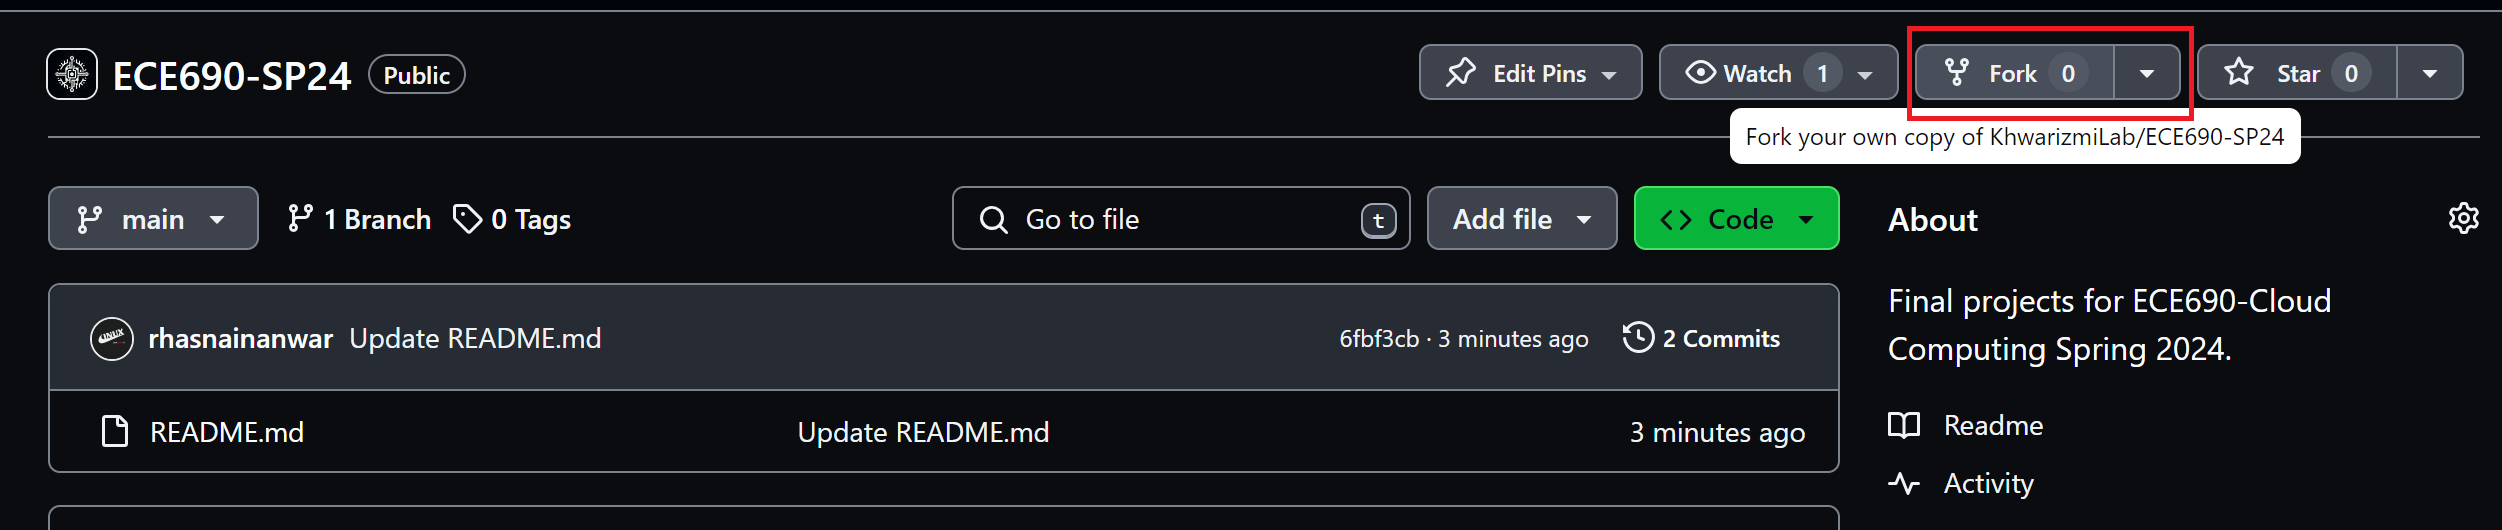 ECE690-SP24 Public Edit Pins Watch 1 Fork 0 Star 0
Fork your own copy of KhwarizmiLab/ECE690-SP24
main 1 Branch 0 Tags Go to file t Add file Code About
Final projects for ECE690-Cloud
Computing Spring 2024.
rhasnainanwar Update README.md 6fbf3cb · 3 minutes ago 2 Commits
README.md Update README.md 3 minutes ago
Readme
Activity